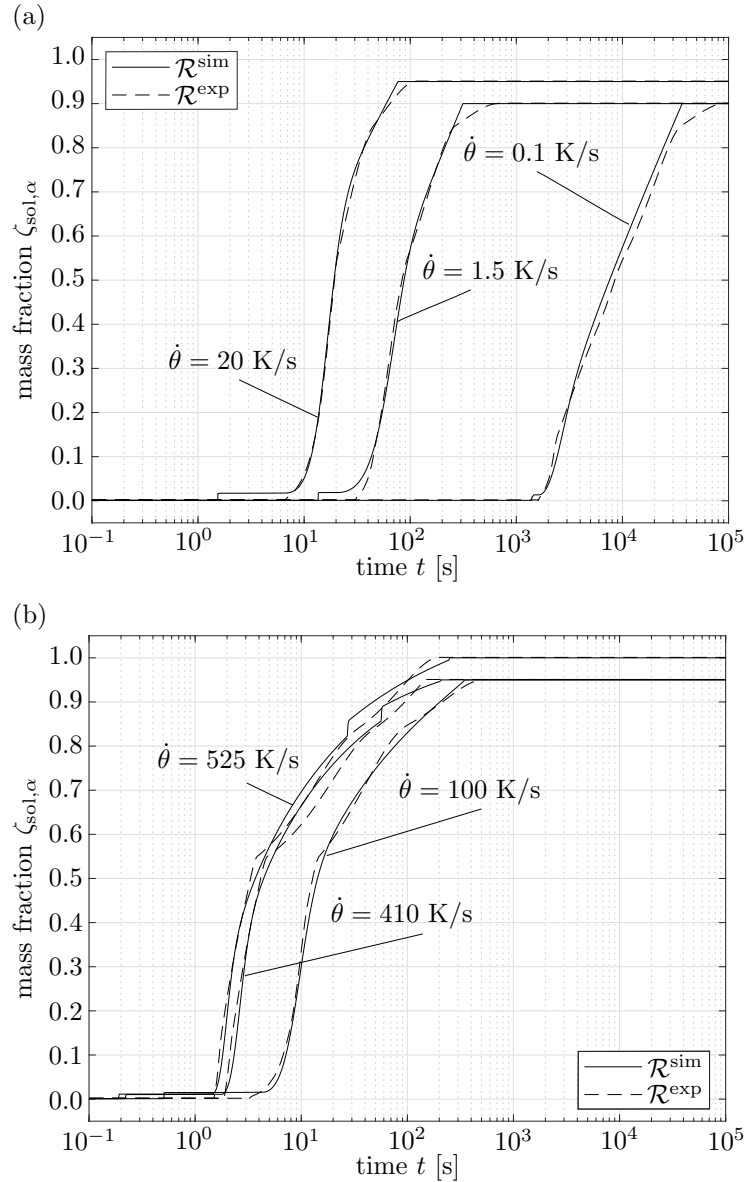 (a)
1.0
0.9
0.8
0.7
0.6
0.5
0.4
0.3
0.2
0.1
0.0
mass fraction ζ_sol,α
R^sim
R^exp
θ̇ = 0.1 K/s
θ̇ = 1.5 K/s
θ̇ = 20 K/s
10^−1 10^0 10^1 10^2 10^3 10^4 10^5
time t [s]
(b)
1.0
0.9
0.8
0.7
0.6
0.5
0.4
0.3
0.2
0.1
0.0
mass fraction ζ_sol,α
θ̇ = 525 K/s
θ̇ = 100 K/s
θ̇ = 410 K/s
R^sim
R^exp
10^−1 10^0 10^1 10^2 10^3 10^4 10^5
time t [s]